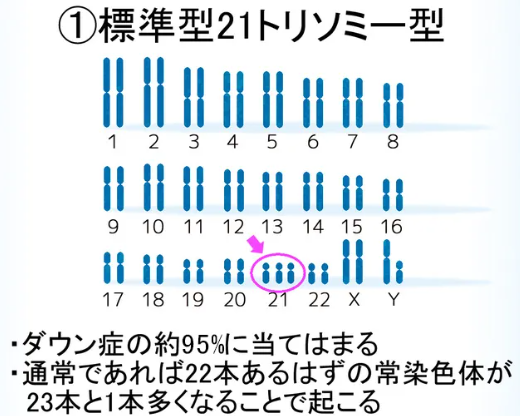 ①標準型21トリソミー型
1 2 3 4 5 6 7 8
9 10 11 12 13 14 15 16
17 18 19 20 21 22 X Y
・ダウン症の約95%に当てはまる
・通常であれば22本あるはずの常染色体が
23本と1本多くなることで起こる